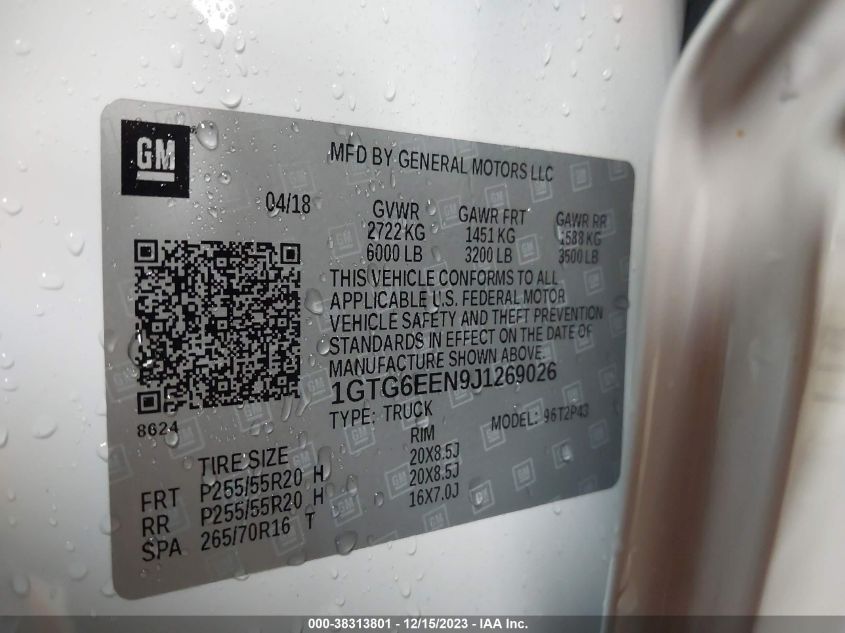 GM
MFD BY GENERAL MOTORS LLC
04/18
GVWR GAWR FRT GAWR RR
2722 KG 1451 KG 1588 KG
6000 LB 3200 LB 3500 LB
THIS VEHICLE CONFORMS TO ALL
APPLICABLE U.S. FEDERAL MOTOR
VEHICLE SAFETY AND THEFT PREVENTION
STANDARDS IN EFFECT ON THE DATE OF
MANUFACTURE SHOWN ABOVE.
1GTG6EEN9J1269026
8624
TYPE: TRUCK MODEL: 96T2P43
TIRE SIZE RIM
FRT P255/55R20 H 20X8.5J
RR P255/55R20 H 20X8.5J
SPA 265/70R16 T 16X7.0J
000-38313801 - 12/15/2023 - IAA Inc.